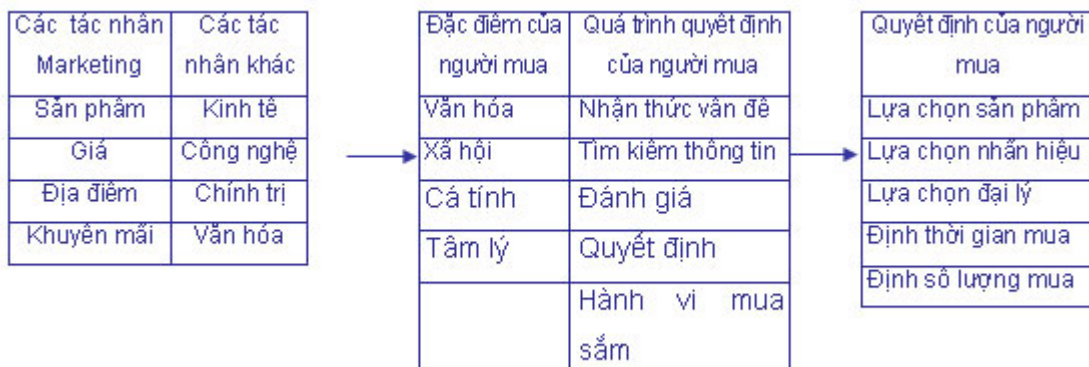 Các tác nhân Marketing
Các tác nhân khác
Sản phẩm
Kinh tế
Giá
Công nghệ
Địa điểm
Chính trị
Khuyến mãi
Văn hóa
Đặc điểm của người mua
Quá trình quyết định của người mua
Văn hóa
Nhận thức vấn đề
Xã hội
Tìm kiếm thông tin
Cá tính
Đánh giá
Tâm lý
Quyết định
Hành vi mua sắm
Quyết định của người mua
Lựa chọn sản phẩm
Lựa chọn nhãn hiệu
Lựa chọn đại lý
Định thời gian mua
Định số lượng mua